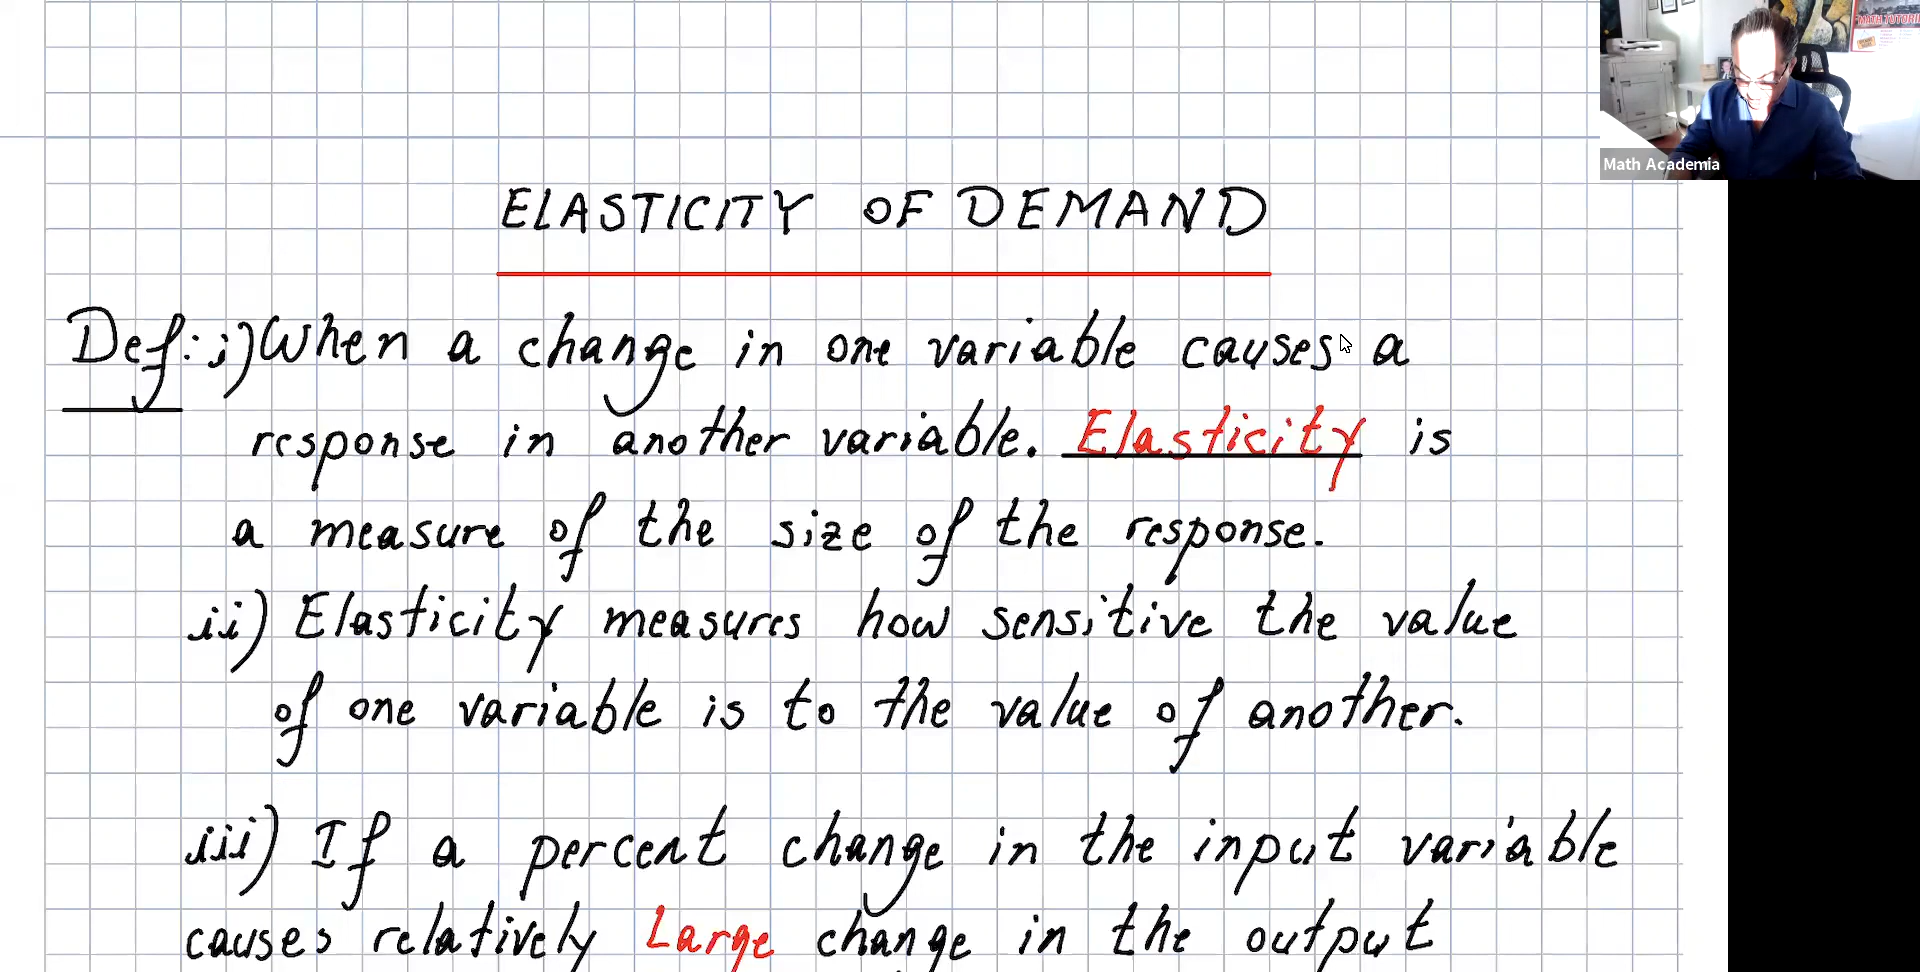 MATH TUTORI
Math Academia
ELASTICITY OF DEMAND
Def: i) When a change in one variable causes a
response in another variable. Elasticity is
a measure of the size of the response.
ii) Elasticity measures how sensitive the value
of one variable is to the value of another.
iii) If a percent change in the input variable
causes relatively Large change in the output